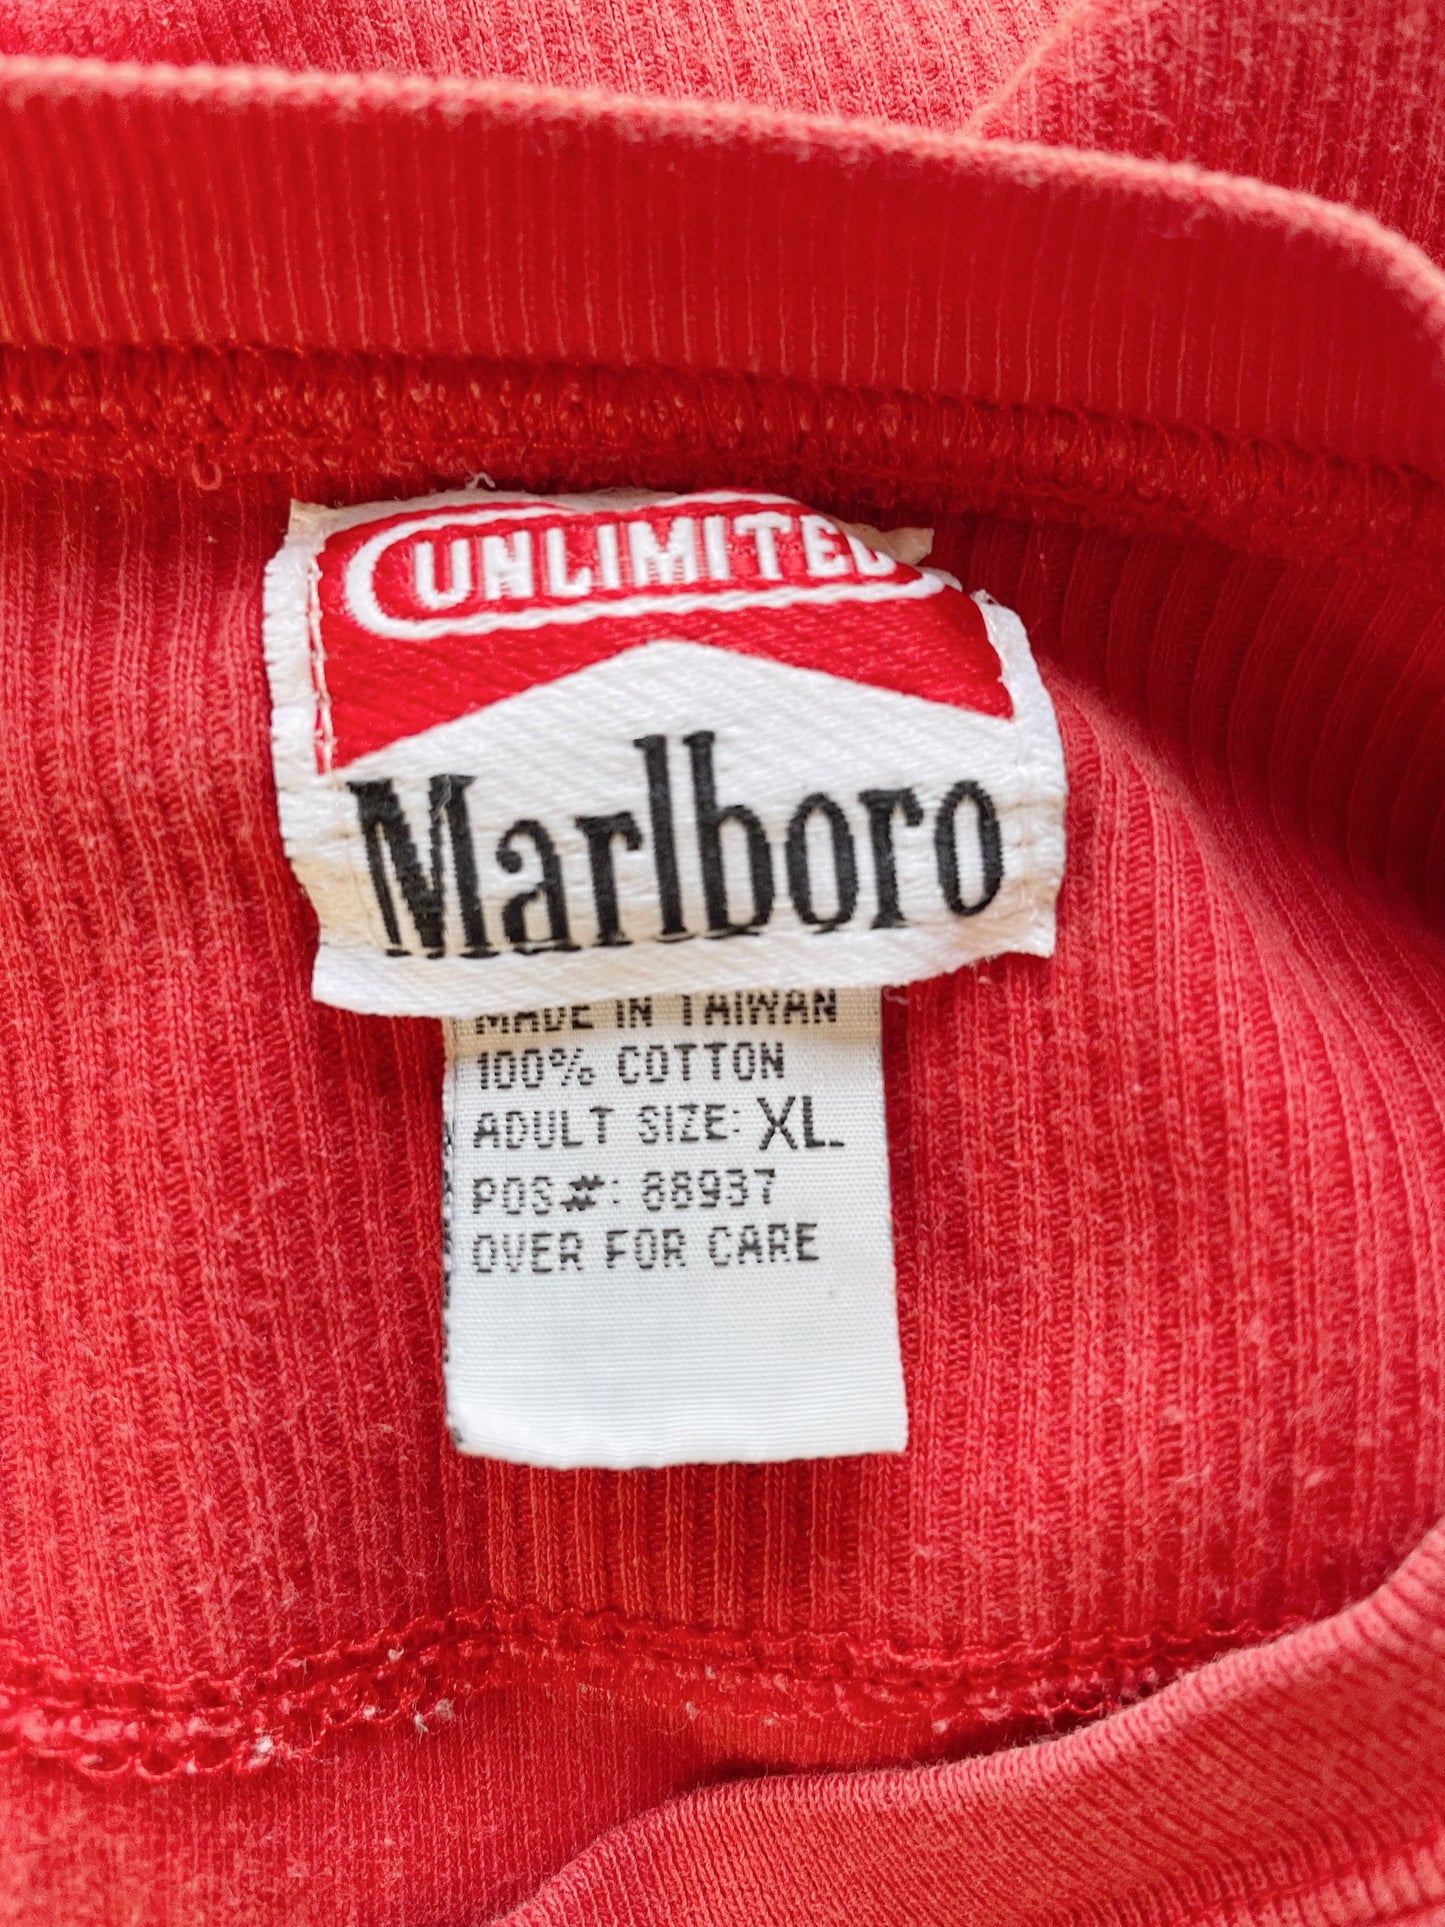 UNLIMITED
Marlboro
MADE IN TAIWAN
100% COTTON
ADULT SIZE: XL
POS#: 88937
OVER FOR CARE